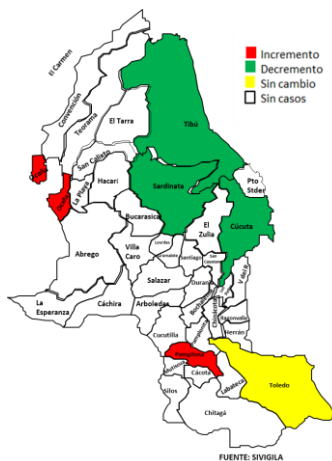 Incremento
Decremento
Sin cambio
Sin casos
El Carmen
Convención
Teorama
El Tarra
Tibú
San Calixto
Hacarí
La Playa
Sardinata
Pto
Stder
Bucarasica
El
Zulia
Cúcuta
Abrego
Villa
Caro
Lourdes
Santiago
Salazar
La
Esperanza
Cáchira
Arboledas
Cucutilla
Herrán
Pamplona
Cácota
Labateca
Toledo
Silos
Chitagá
FUENTE: SIVIGILA